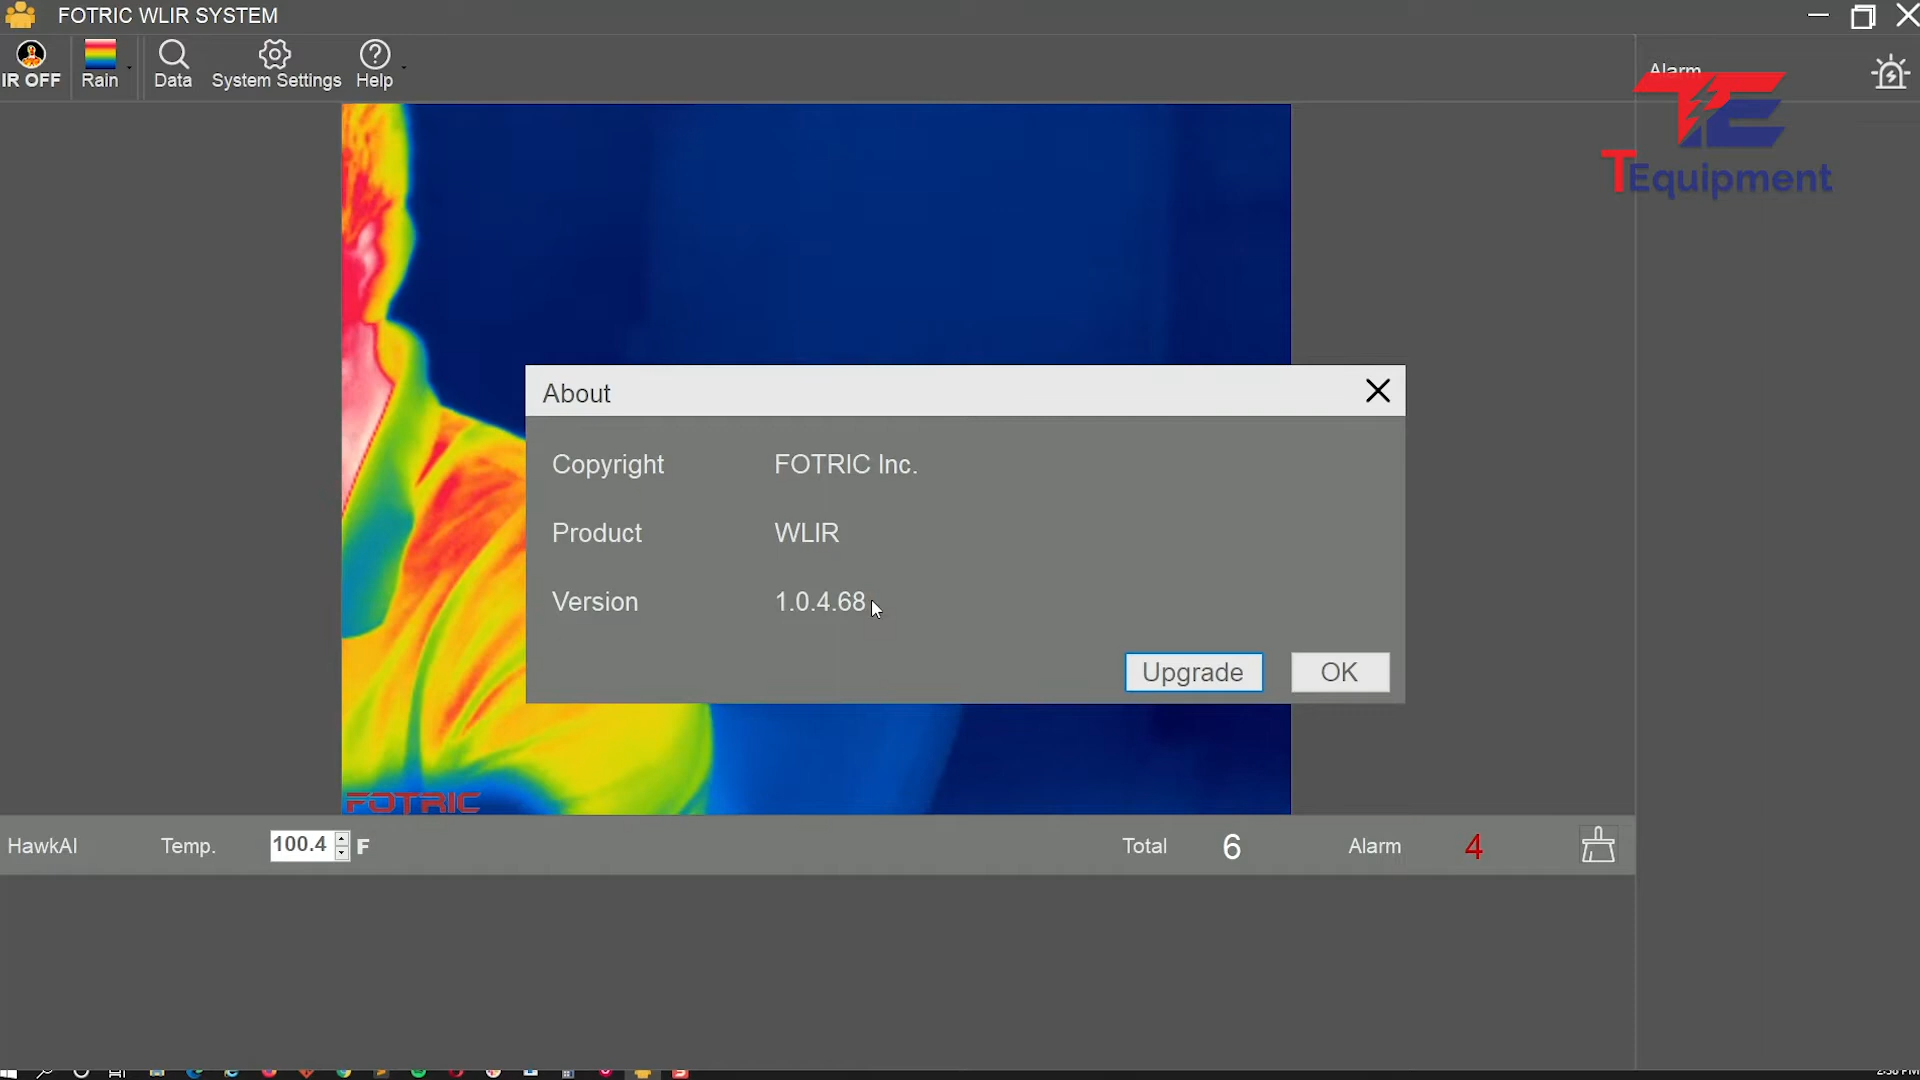 FOTRIC WLIR SYSTEM
IR OFF
Rain
Data
System Settings
Help
Alarm
TE
TEquipment
About
Copyright FOTRIC Inc.
Product WLIR
Version 1.0.4.68
Upgrade OK
FOTRIC
HawkAI Temp. 100.4 F Total 6 Alarm 4